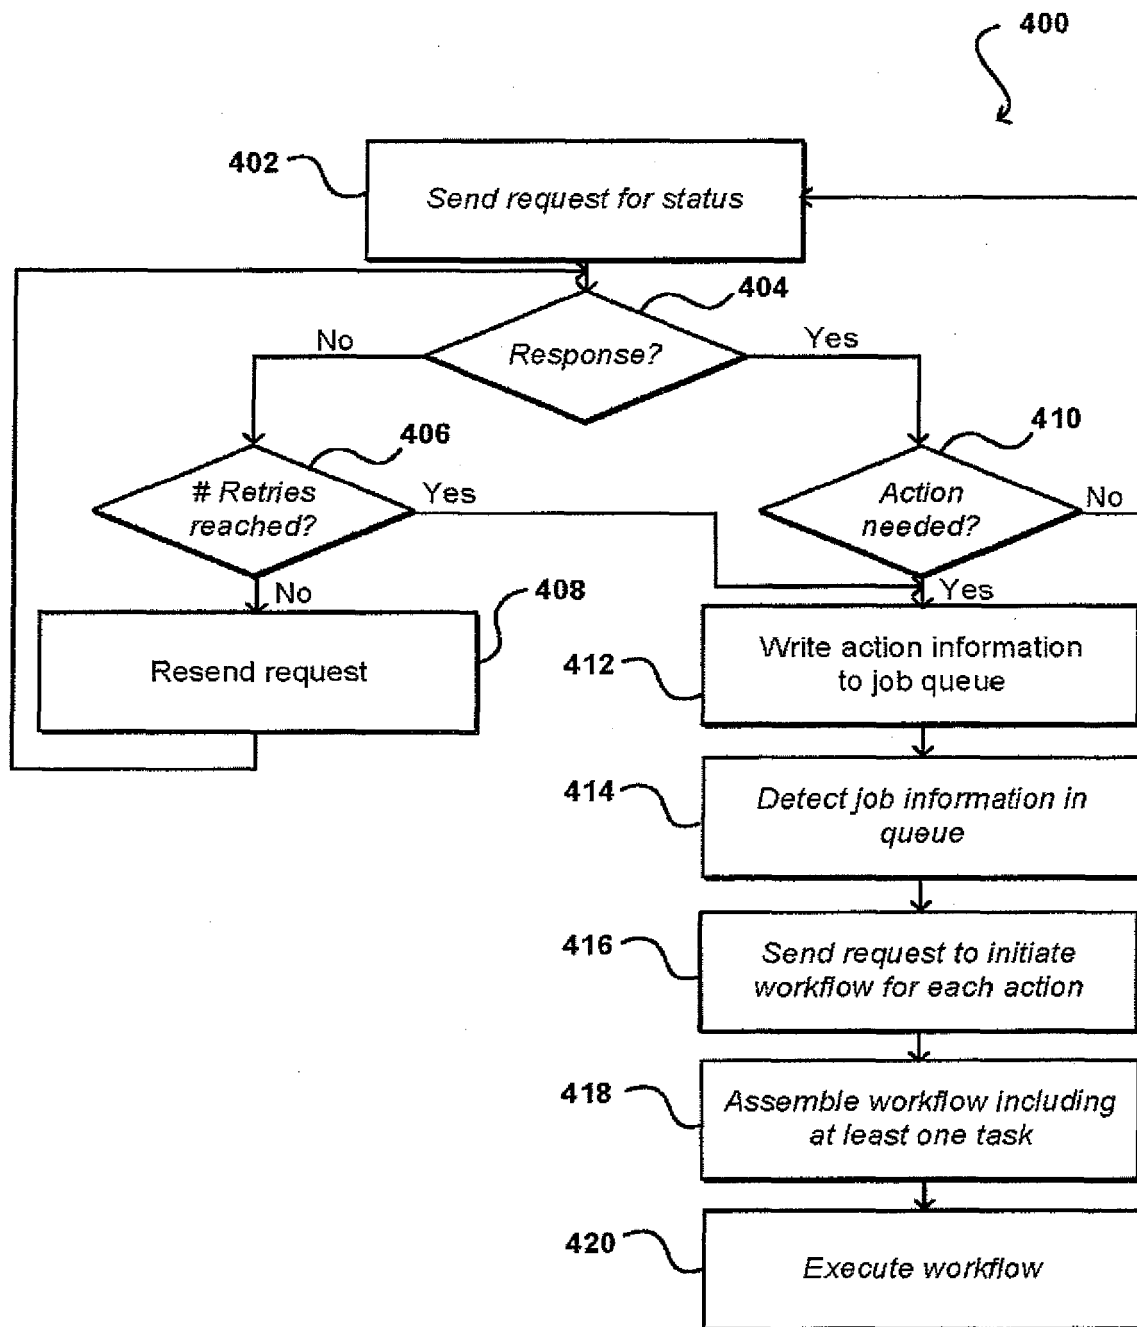 400
402
Send request for status
404
No
Response?
Yes
406
410
# Retries
reached?
Yes
Action
needed?
No
No
408
Yes
Resend request
412
Write action information
to job queue
414
Detect job information in
queue
416
Send request to initiate
workflow for each action
418
Assemble workflow including
at least one task
420
Execute workflow